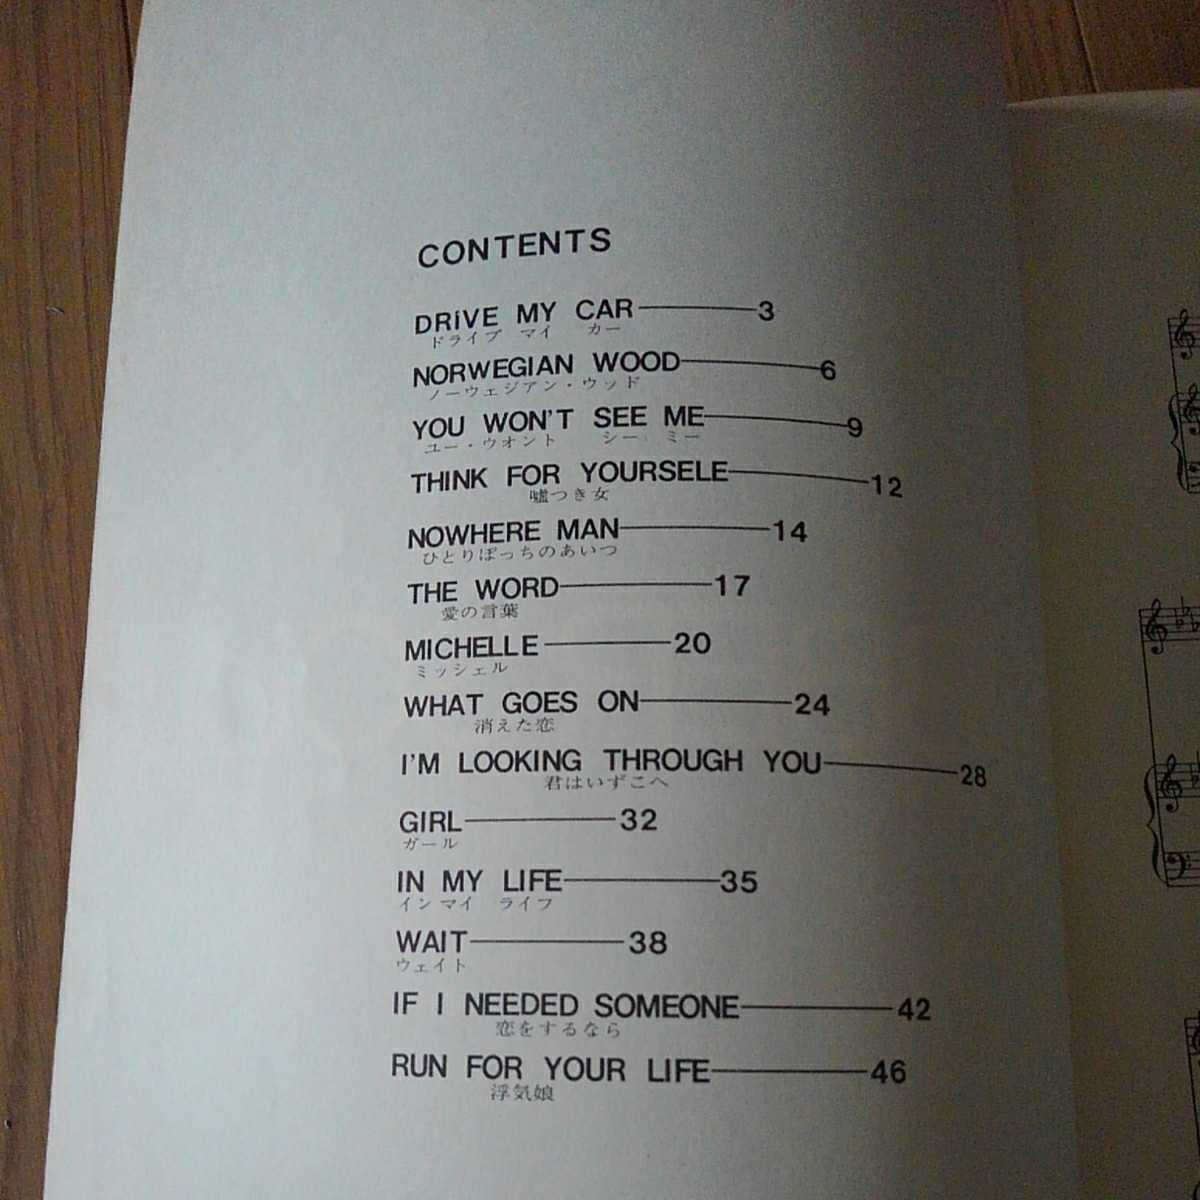 CONTENTS
DRiVE MY CAR 3
ドライブ マイ カー
NORWEGIAN WOOD 6
ノーウェジアン・ウッド
YOU WON'T SEE ME 9
ユー・ウオント シー ミー
THINK FOR YOURSELE 12
嘘つき女
NOWHERE MAN 14
ひとりぼっちのあいつ
THE WORD 17
愛の言葉
MICHELLE 20
ミッシェル
WHAT GOES ON 24
消えた恋
I'M LOOKING THROUGH YOU 28
君はいずこへ
GIRL 32
ガール
IN MY LIFE 35
イン マイ ライフ
WAIT 38
ウェイト
IF I NEEDED SOMEONE 42
恋をするなら
RUN FOR YOUR LIFE 46
浮気娘